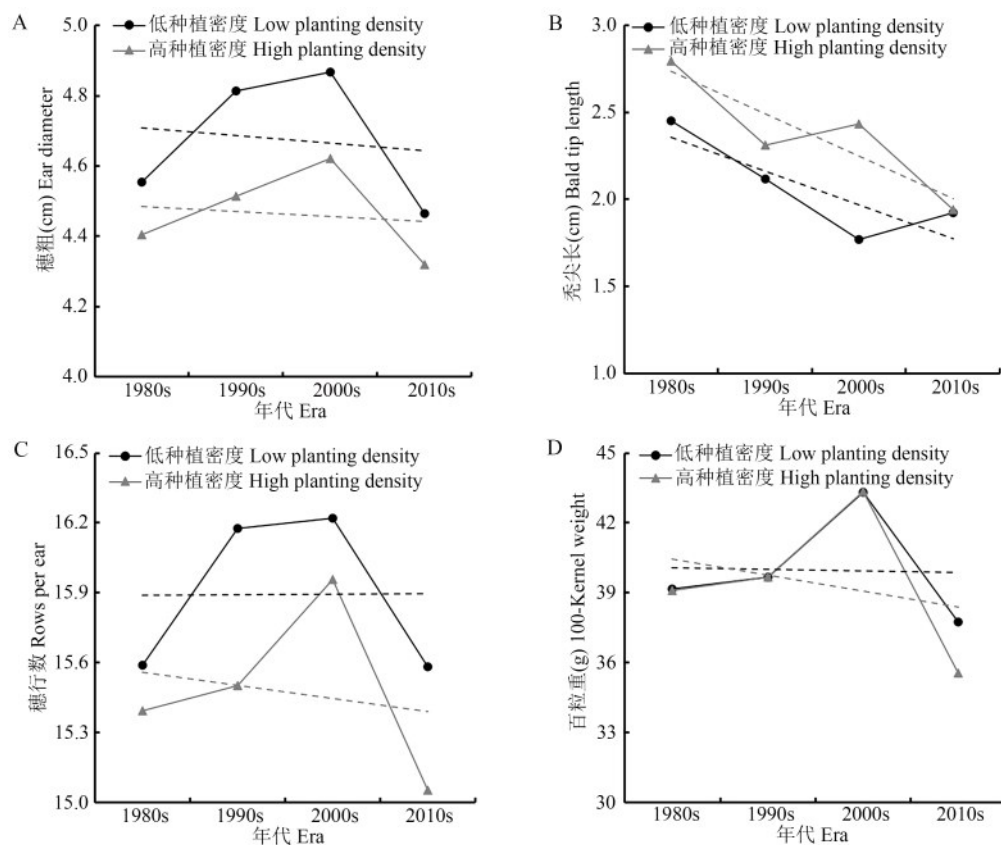 A
低种植密度 Low planting density
高种植密度 High planting density
穗粗(cm) Ear diameter
5.0
4.8
4.6
4.4
4.2
4.0
1980s 1990s 2000s 2010s
年代 Era
B
低种植密度 Low planting density
高种植密度 High planting density
秃尖长(cm) Bald tip length
3.0
2.5
2.0
1.5
1.0
1980s 1990s 2000s 2010s
年代 Era
C
低种植密度 Low planting density
高种植密度 High planting density
穗行数 Rows per ear
16.5
16.2
15.9
15.6
15.3
15.0
1980s 1990s 2000s 2010s
年代 Era
D
低种植密度 Low planting density
高种植密度 High planting density
百粒重(g) 100-Kernel weight
45
42
39
36
33
30
1980s 1990s 2000s 2010s
年代 Era